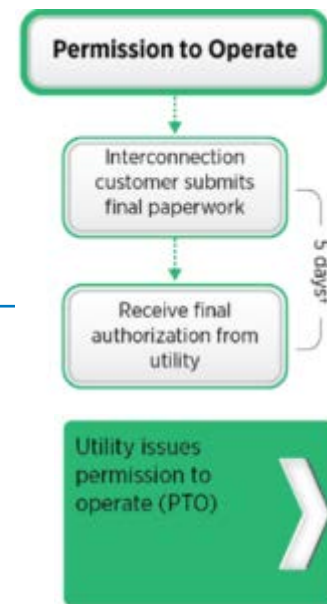 Permission to Operate
Interconnection
customer submits
final paperwork
5 days†
Receive final
authorization from
utility
Utility issues
permission to
operate (PTO)